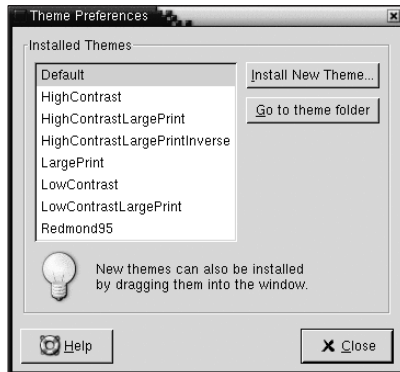 Theme Preferences
Installed Themes
Default
HighContrast
HighContrastLargePrint
HighContrastLargePrintInverse
LargePrint
LowContrast
LowContrastLargePrint
Redmond95
Install New Theme...
Go to theme folder
New themes can also be installed
by dragging them into the window.
Help
Close